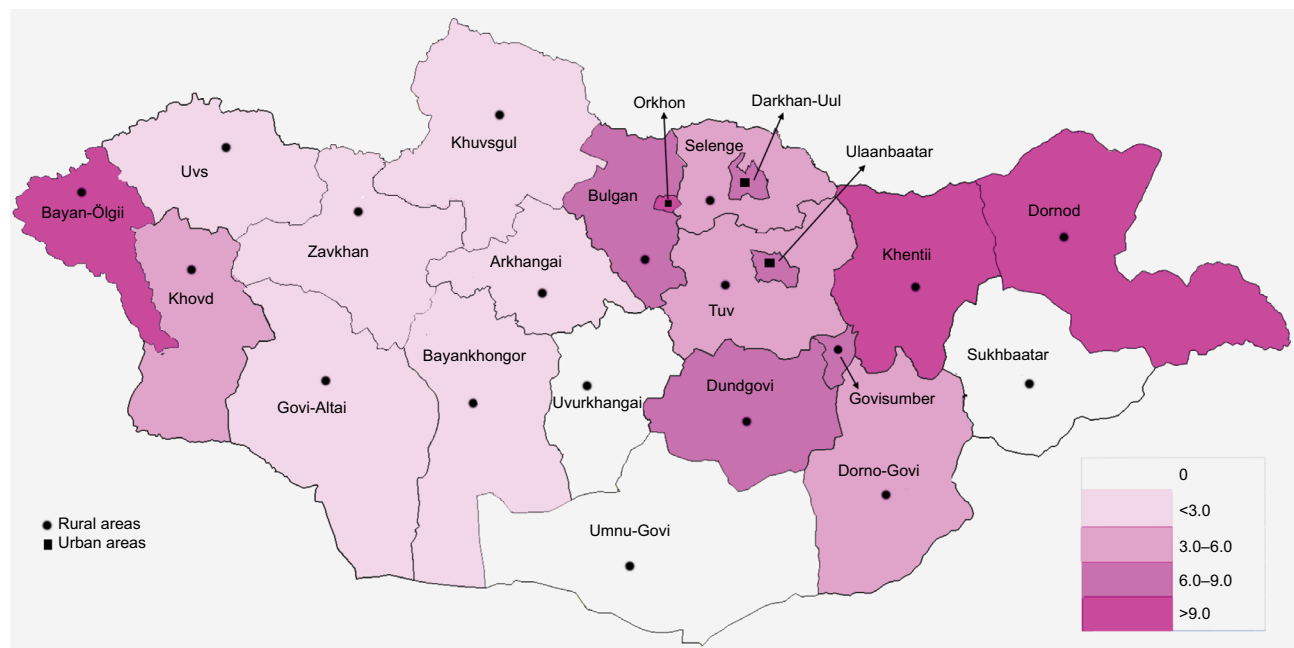 Orkhon
Darkhan-Uul
Khuvsgul
Selenge
Ulaanbaatar
Uvs
Bulgan
Bayan-Ölgii
Dornod
Zavkhan
Arkhangai
Khentii
Khovd
Tuv
Bayankhongor
Sukhbaatar
Dundgovi
Govi-Altai
Uvurkhangai
Govisumber
Dorno-Govi
Umnu-Govi
Rural areas
Urban areas
0
<3.0
3.0–6.0
6.0–9.0
>9.0